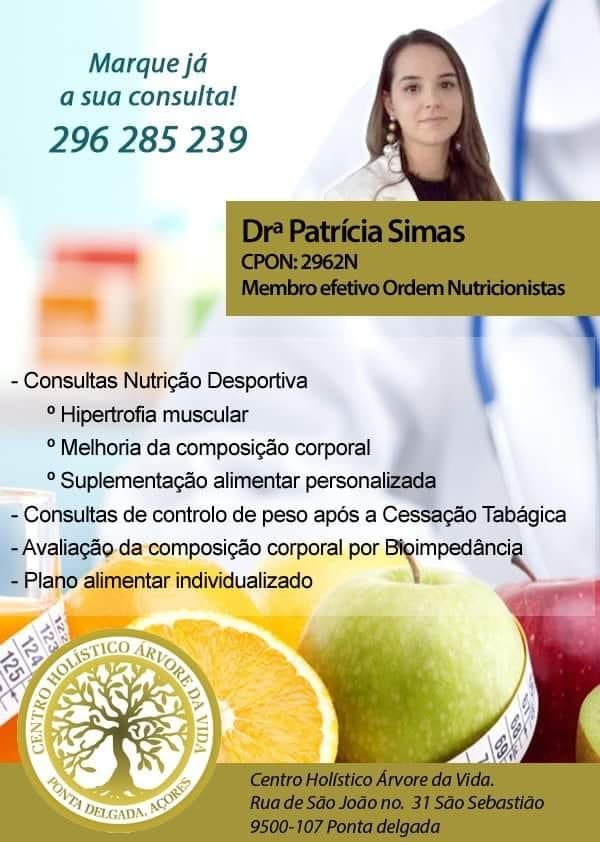 Marque já
a sua consulta!
296 285 239
Drª Patrícia Simas
CPON: 2962N
Membro efetivo Ordem Nutricionistas
- Consultas Nutrição Desportiva
º Hipertrofia muscular
º Melhoria da composição corporal
º Suplementação alimentar personalizada
- Consultas de controlo de peso após a Cessação Tabágica
- Avaliação da composição corporal por Bioimpedância
- Plano alimentar individualizado
125
124
CENTRO HOLÍSTICO ÁRVORE DA VIDA
PONTA DELGADA, AÇORES
Centro Holístico Árvore da Vida.
Rua de São João no. 31 São Sebastião
9500-107 Ponta delgada